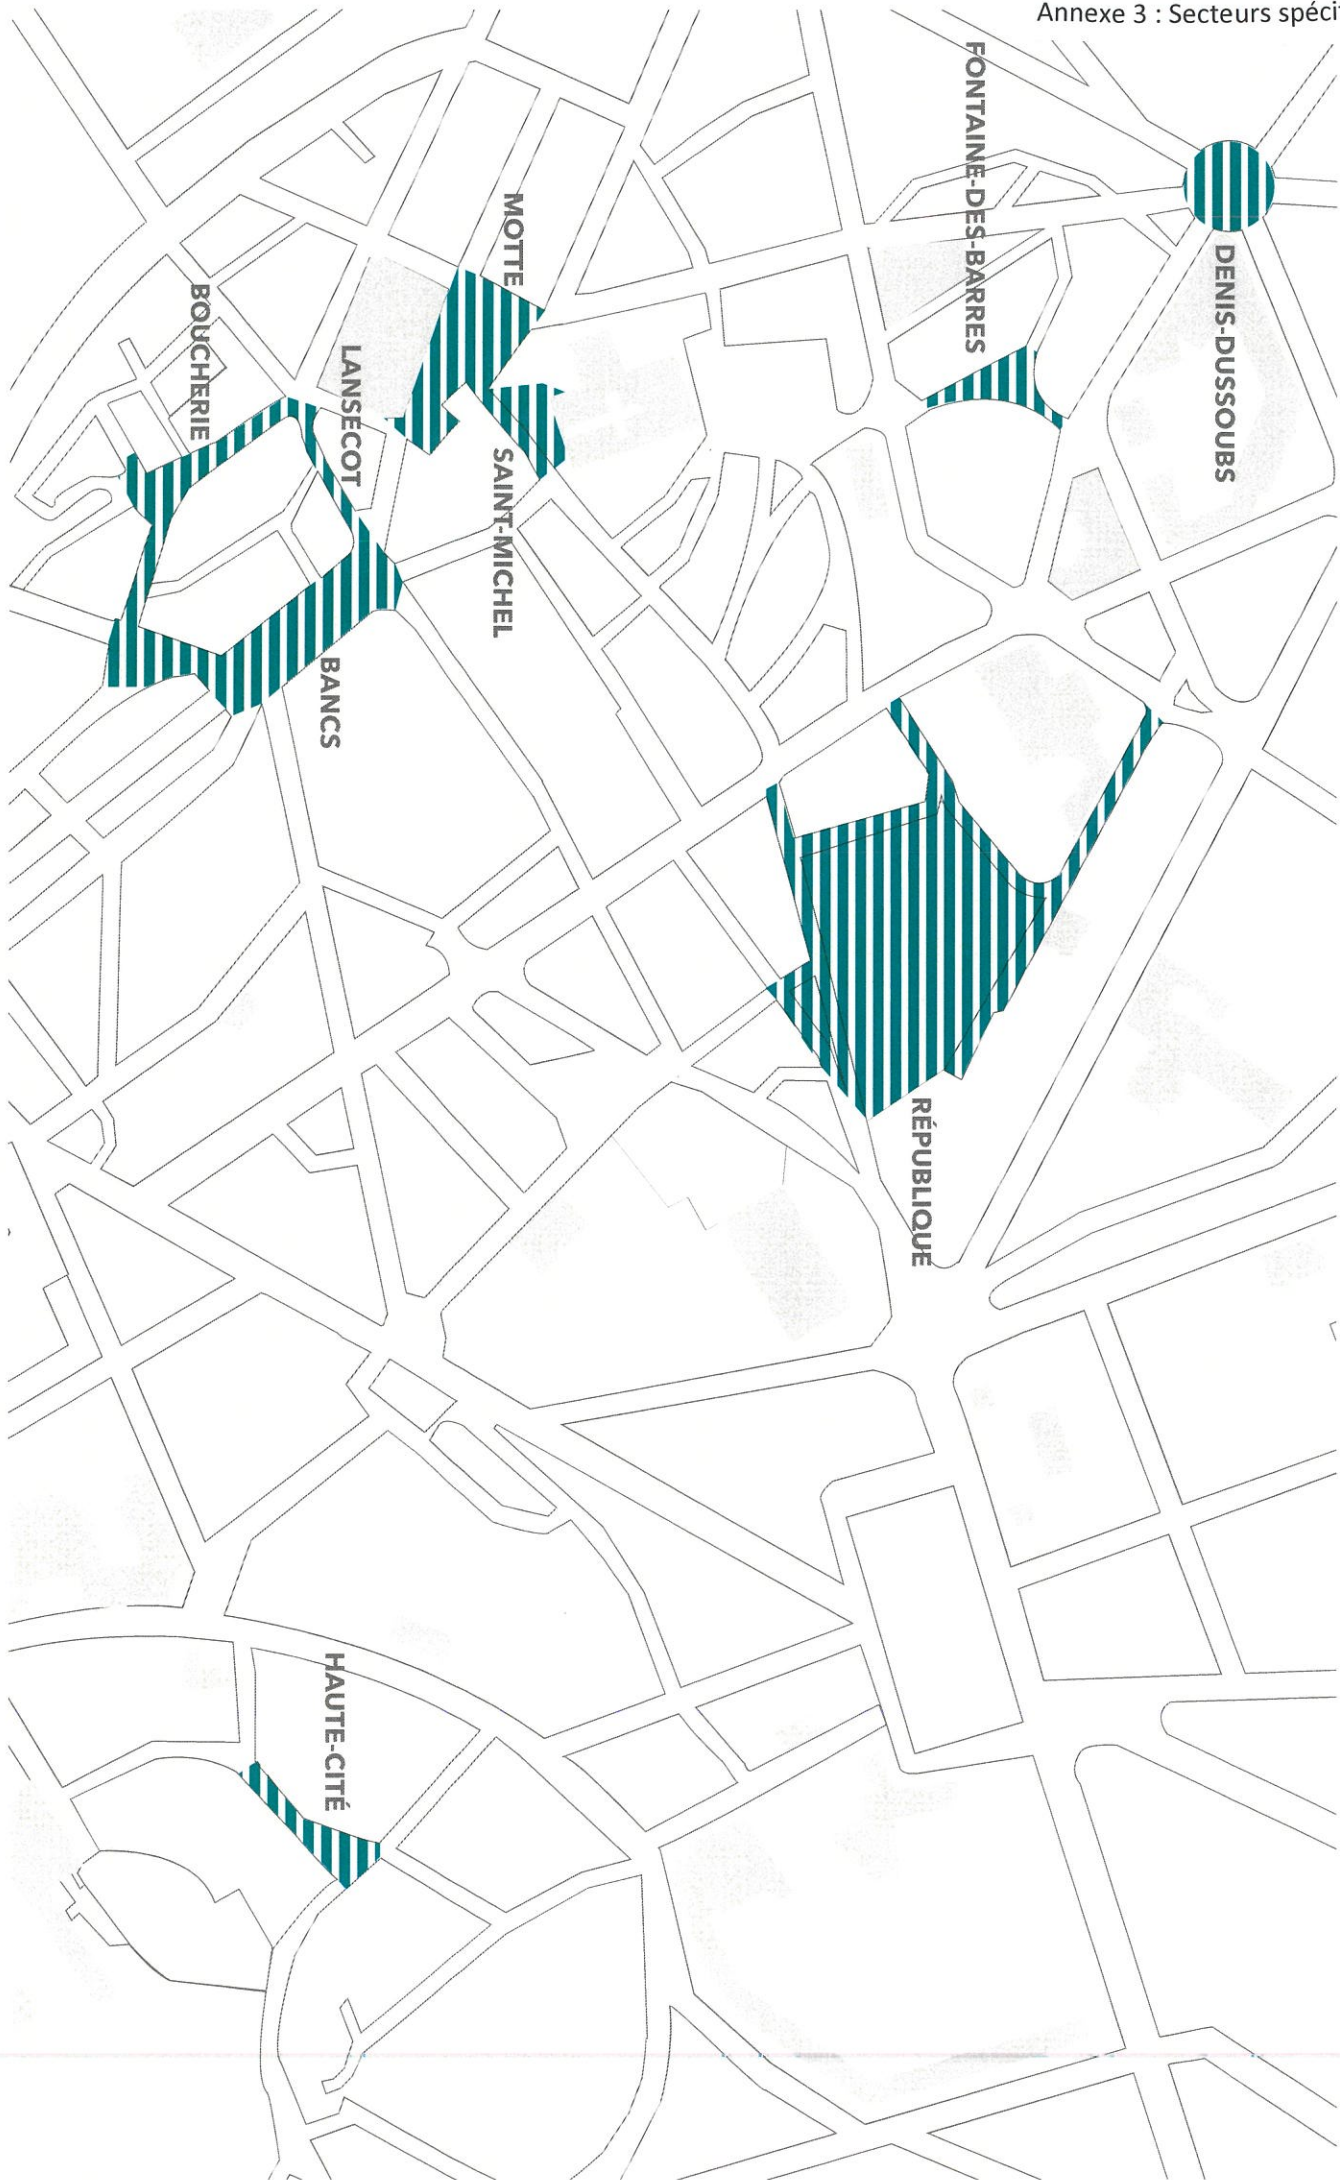 Annexe 3 : Secteurs spéci
FONTAINE-DES-BARRES
DENIS-DUSSOUBS
MOTTE
BOUCHERIE
LANSECOT
SAINT-MICHEL
BANCS
RÉPUBLIQUE
HAUTE-CITÉ